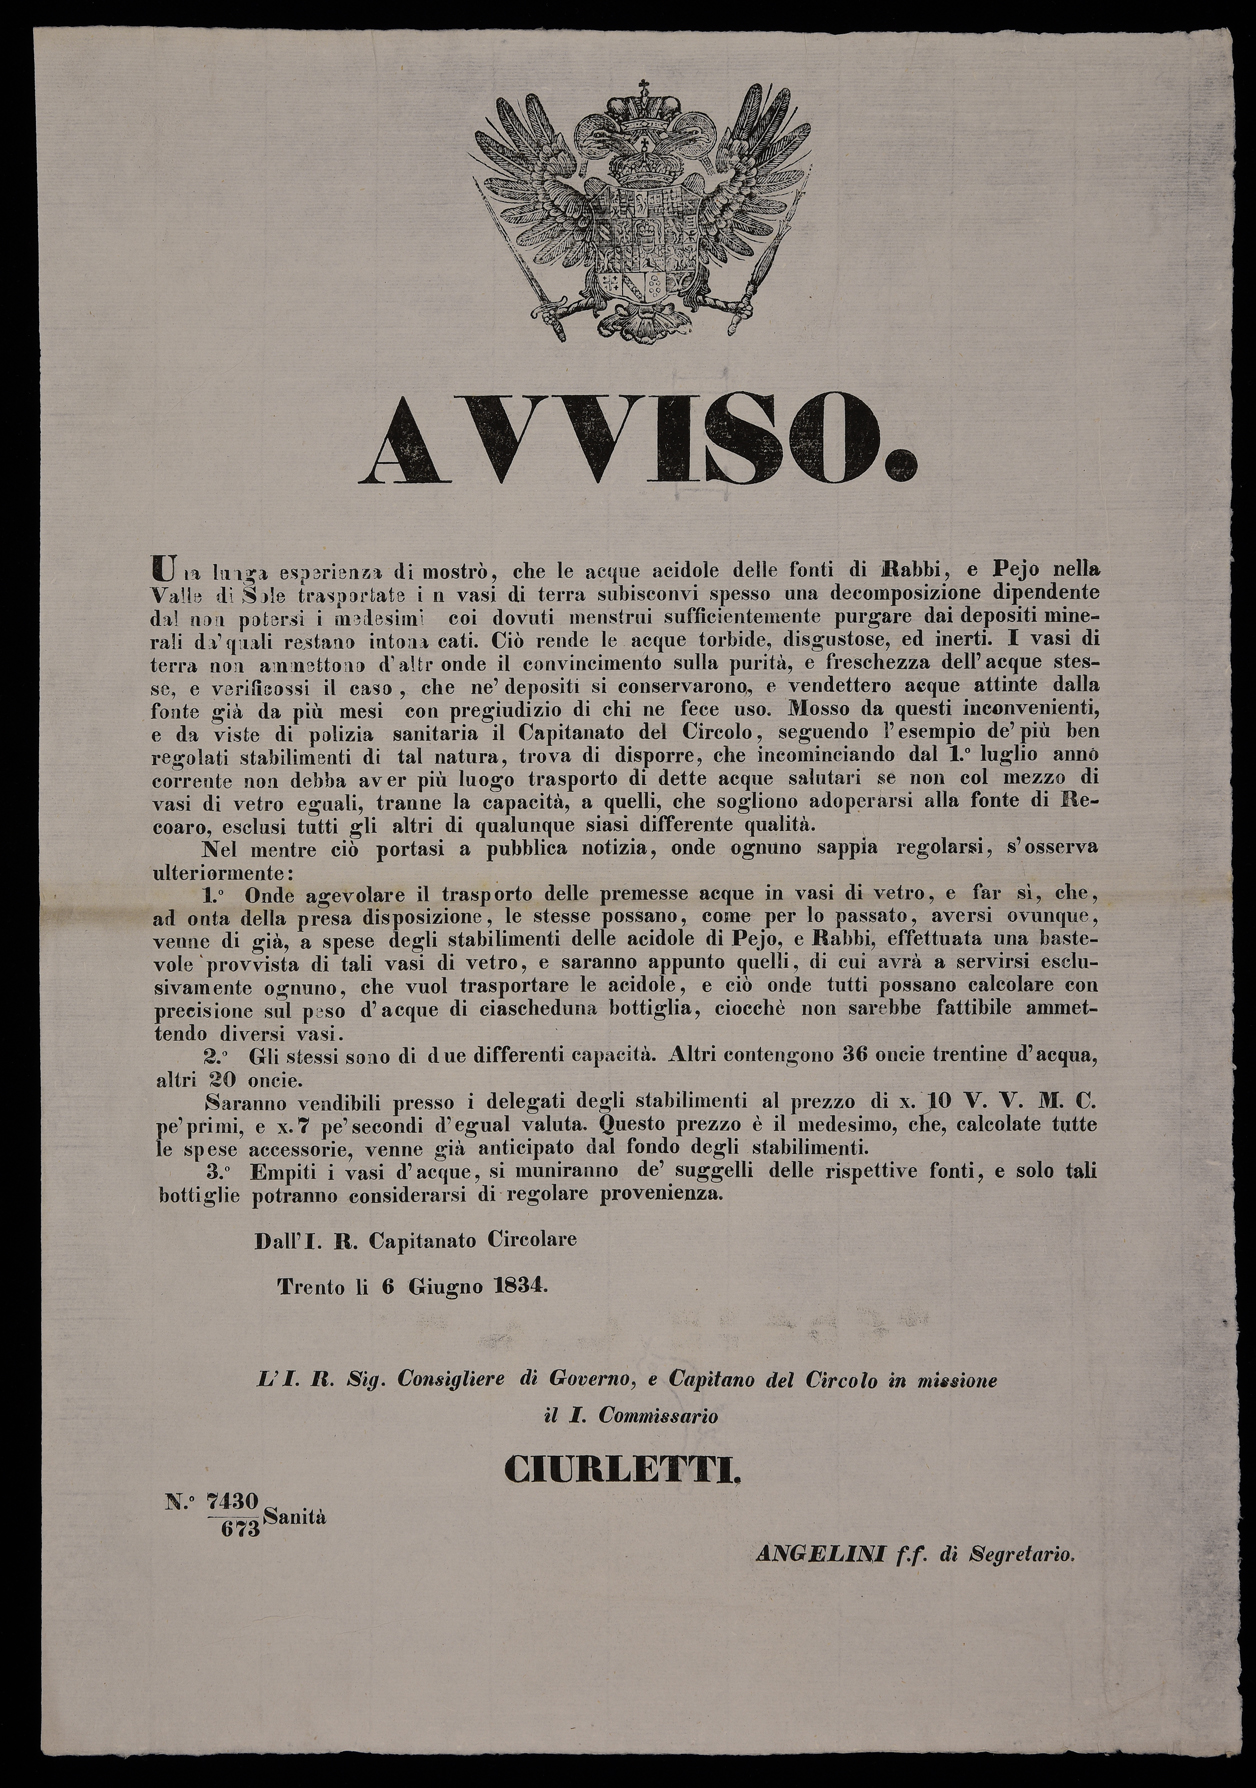 AVVISO.
Una lunga esperienza di mostrò, che le acque acidole delle fonti di Rabbi, e Pejo nella
Valle di Sole trasportate i n vasi di terra subisconvi spesso una decomposizione dipendente
dal non potersi i medesimi coi dovuti menstrui sufficientemente purgare dai depositi mine-
rali da'quali restano intona cati. Ciò rende le acque torbide, disgustose, ed inerti. I vasi di
terra non ammettono d'altr onde il convincimento sulla purità, e freschezza dell'acque stes-
se, e verificossi il caso, che ne'depositi si conservarono, e vendettero acque attinte dalla
fonte già da più mesi con pregiudizio di chi ne fece uso. Mosso da questi inconvenienti,
e da viste di polizia sanitaria il Capitanato del Circolo, seguendo l'esempio de'più ben
regolati stabilimenti di tal natura, trova di disporre, che incominciando dal 1.° luglio anno
corrente non debba aver più luogo trasporto di dette acque salutari se non col mezzo di
vasi di vetro eguali, tranne la capacità, a quelli, che sogliono adoperarsi alla fonte di Re-
coaro, esclusi tutti gli altri di qualunque siasi differente qualità.
Nel mentre ciò portasi a pubblica notizia, onde ognuno sappia regolarsi, s'osserva
ulteriormente:
1.° Onde agevolare il trasporto delle premesse acque in vasi di vetro, e far sì, che,
ad onta della presa disposizione, le stesse possano, come per lo passato, aversi ovunque,
venne di già, a spese degli stabilimenti delle acidole di Pejo, e Rabbi, effettuata una baste-
vole provvista di tali vasi di vetro, e saranno appunto quelli, di cui avrà a servirsi esclu-
sivamente ognuno, che vuol trasportare le acidole, e ciò onde tutti possano calcolare con
precisione sul peso d'acque di ciascheduna bottiglia, ciocchè non sarebbe fattibile ammet-
tendo diversi vasi.
2.° Gli stessi sono di due differenti capacità. Altri contengono 36 oncie trentine d'acqua,
altri 20 oncie.
Saranno vendibili presso i delegati degli stabilimenti al prezzo di x. 10 V. V. M. C.
pe'primi, e x. 7 pe'secondi d'egual valuta. Questo prezzo è il medesimo, che, calcolate tutte
le spese accessorie, venne già anticipato dal fondo degli stabilimenti.
3.° Empiti i vasi d'acque, si muniranno de' suggelli delle rispettive fonti, e solo tali
bottiglie potranno considerarsi di regolare provenienza.
Dall'I. R. Capitanato Circolare
Trento li 6 Giugno 1834.
L'I. R. Sig. Consigliere di Governo, e Capitano del Circolo in missione
il I. Commissario
CIURLETTI.
N.° 7430
673 Sanità
ANGELINI f.f. di Segretario.